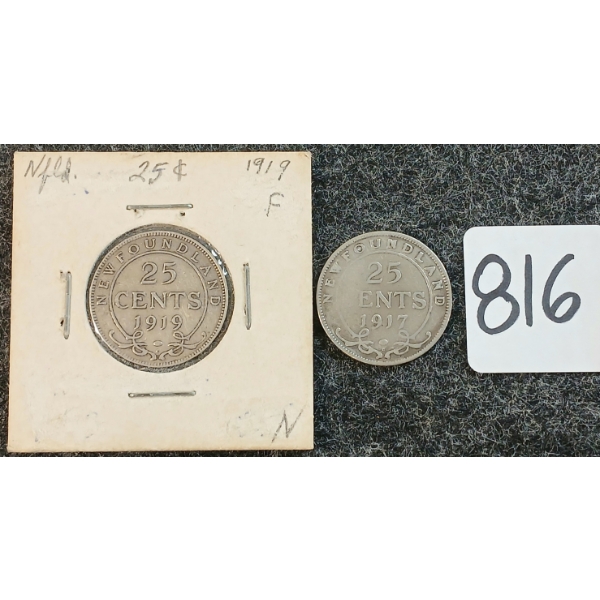 Nfld. 25¢ 1919
F
NEWFOUNDLAND
25
CENTS
1919
C
N
NEWFOUNDLAND
25
ENTS
1917
C
816